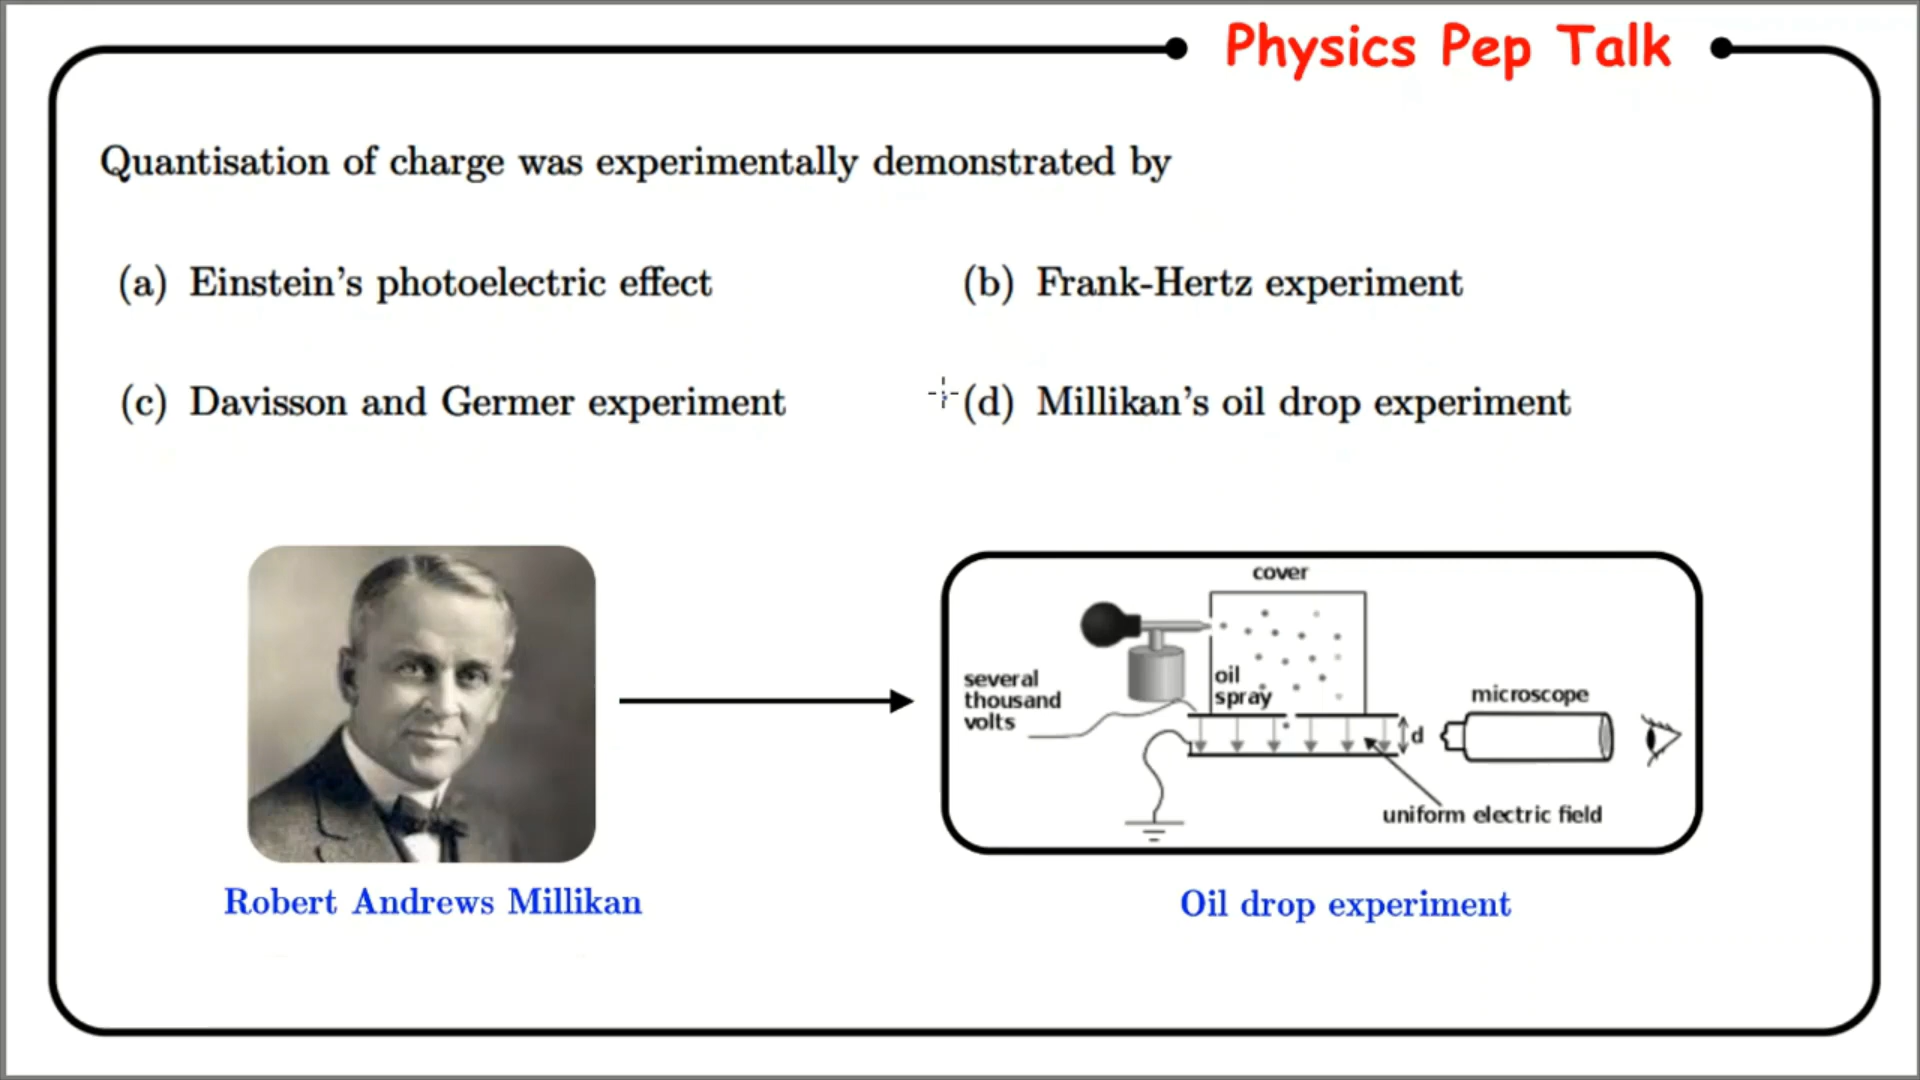 Physics Pep Talk
Quantisation of charge was experimentally demonstrated by
(a) Einstein's photoelectric effect
(b) Frank-Hertz experiment
(c) Davisson and Germer experiment
(d) Millikan's oil drop experiment
cover
several
thousand
volts
oil
spray
microscope
d
uniform electric field
Robert Andrews Millikan
Oil drop experiment